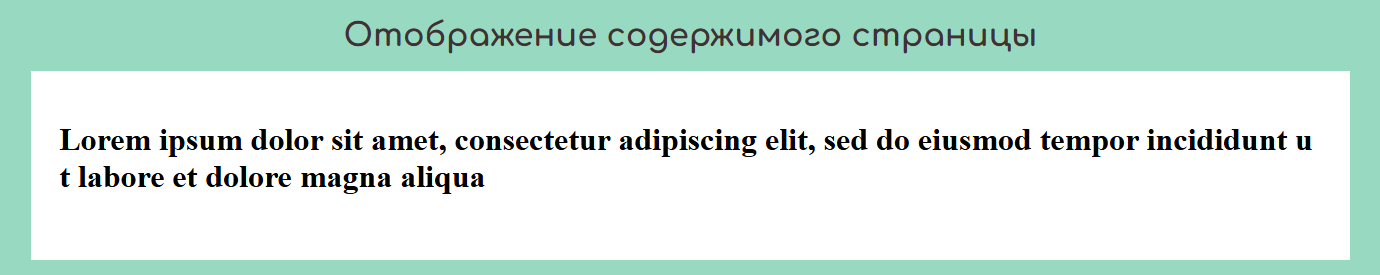 Отображение содержимого страницы
Lorem ipsum dolor sit amet, consectetur adipiscing elit, sed do eiusmod tempor incididunt u
t labore et dolore magna aliqua